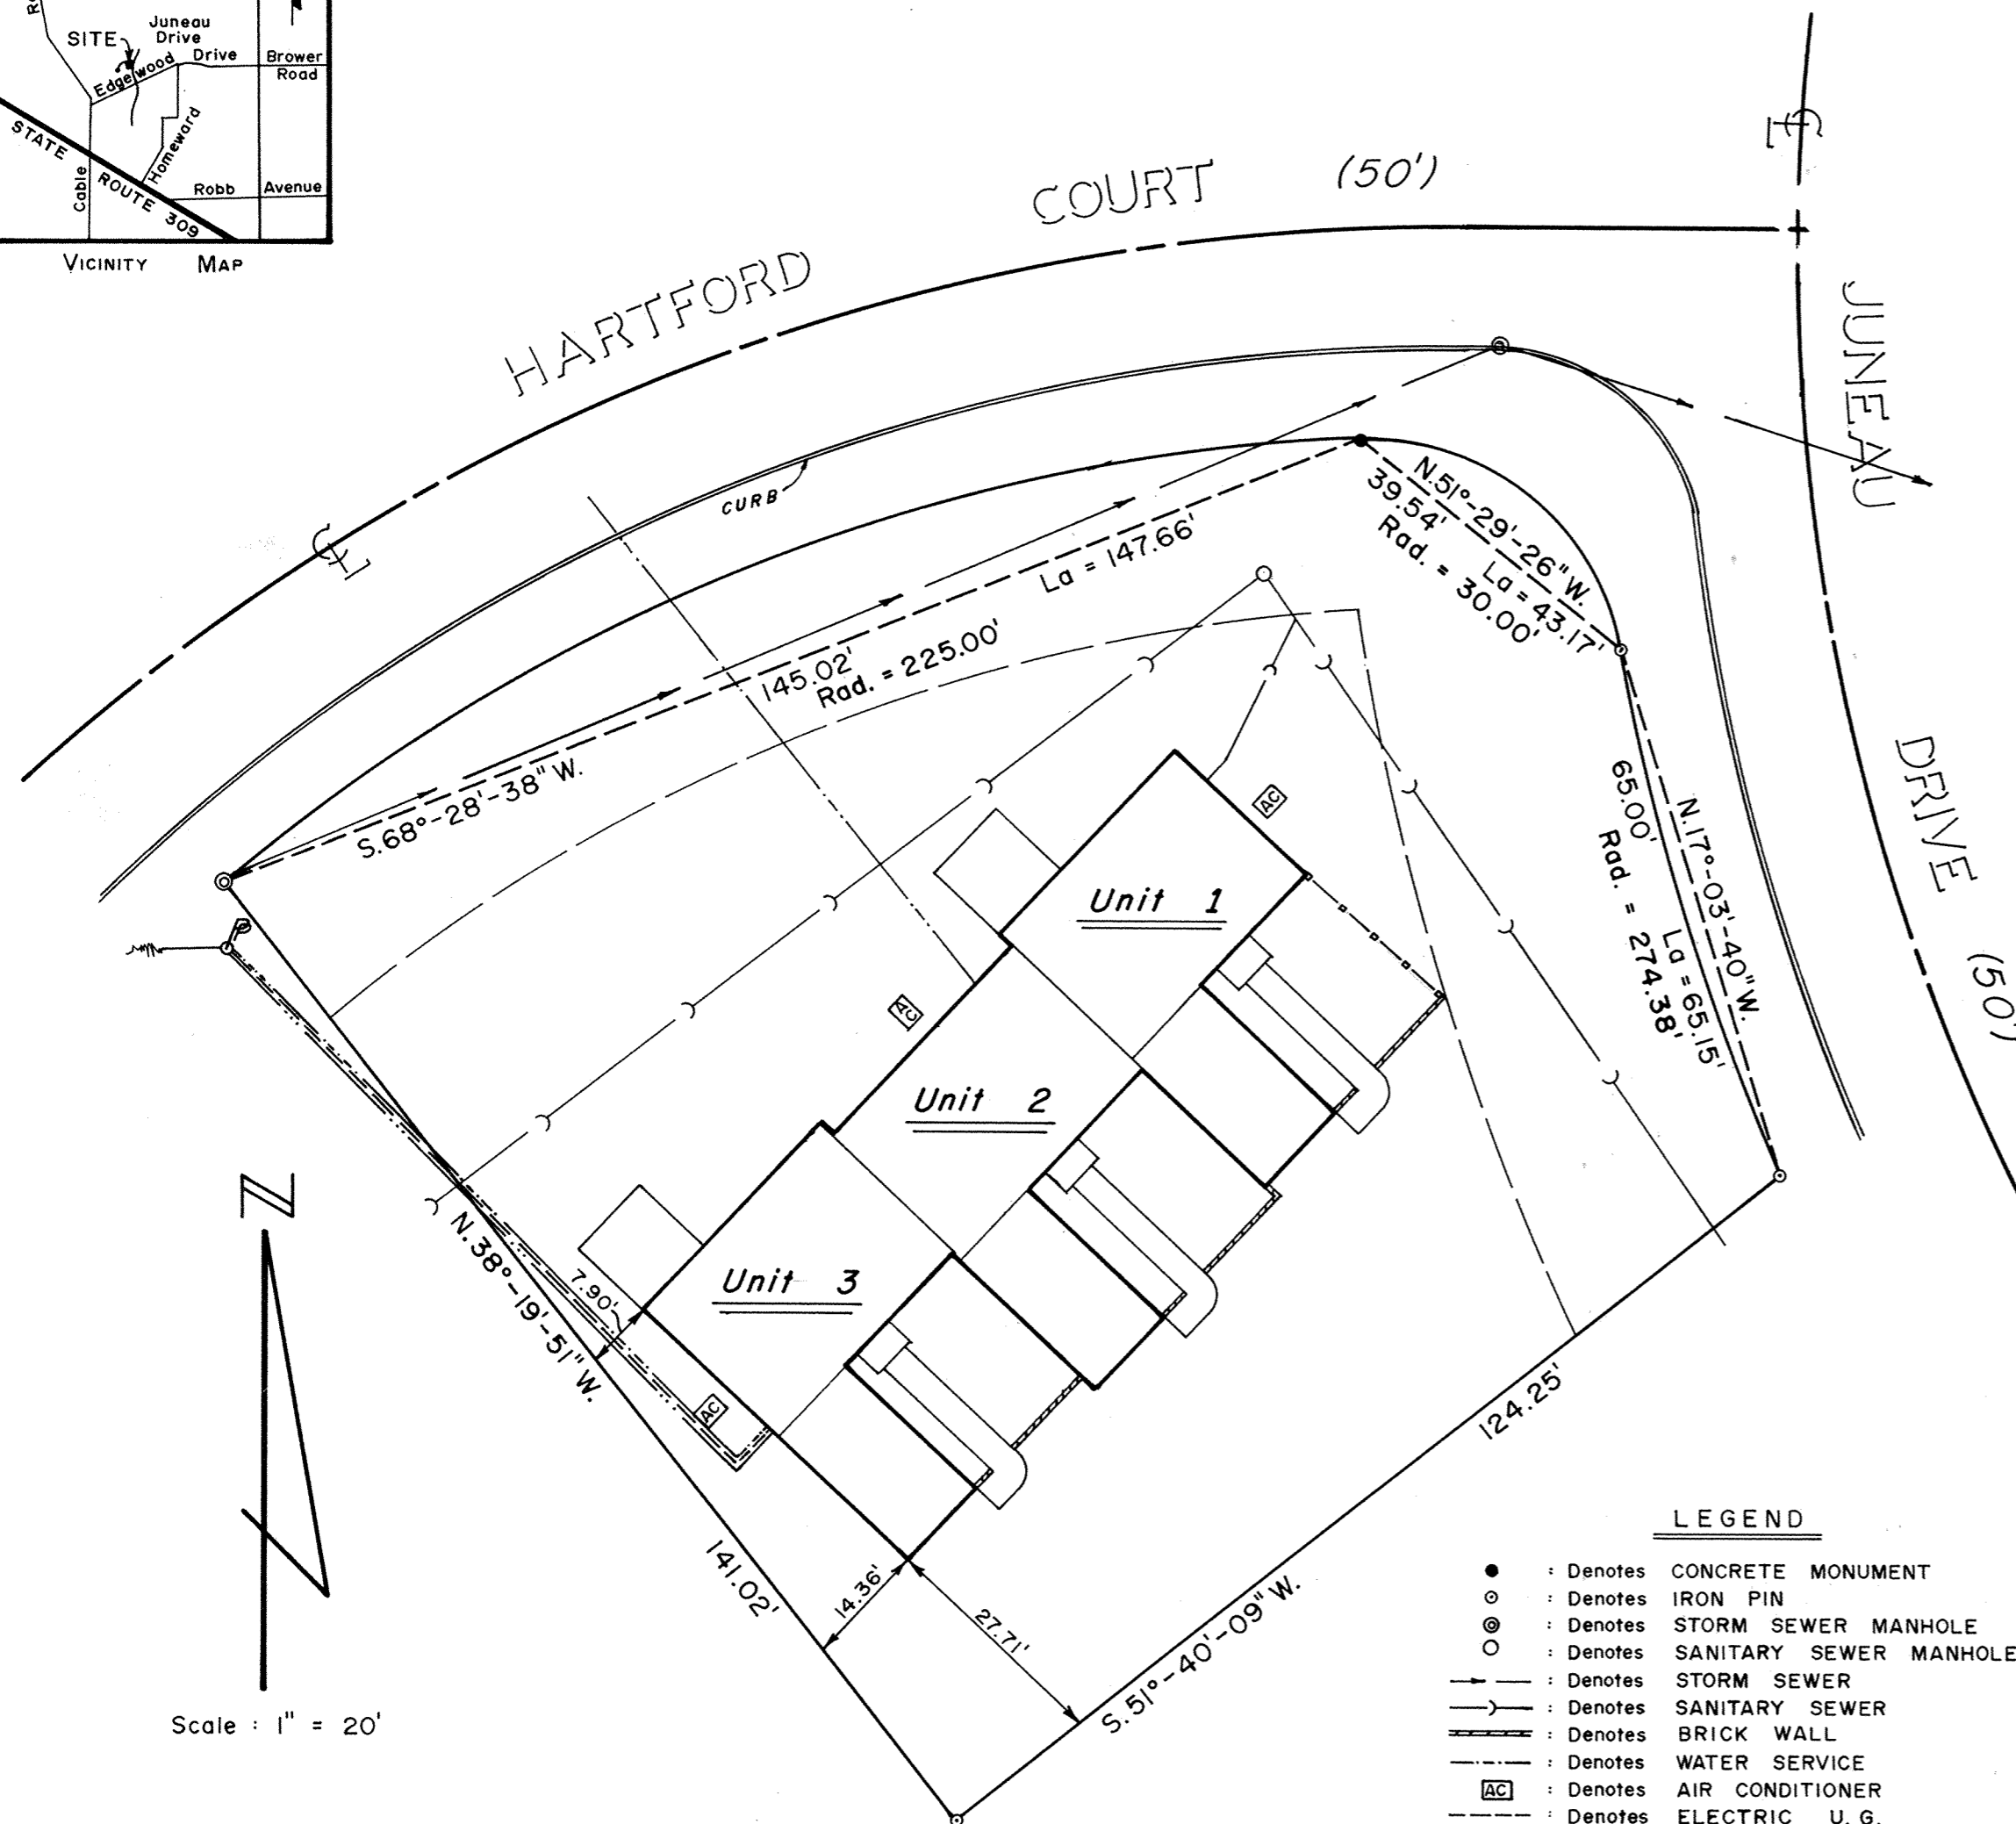 Juneau
Drive
SITE
Edgewood Drive
Brower
Road
STATE ROUTE 309
Homeward
Cable
Robb Avenue
VICINITY MAP
HARTFORD COURT (50')
JUNEAU DRIVE (50')
CL
CL
CURB
N.51°-29'-26"W.
39.54'
La = 43.17'
Rad. = 30.00'
La = 147.66'
145.02'
Rad. = 225.00'
S.68°-28'-38"W.
N.17°-03'-40"W.
65.00'
La = 65.15'
Rad. = 274.38'
AC
Unit 1
AC
Unit 2
Unit 3
7.90'
N.38°-19'-51"W.
AC
141.02'
14.36'
27.71'
124.25'
S.51°-40'-09"W.
N
Scale : 1" = 20'
LEGEND
: Denotes CONCRETE MONUMENT
: Denotes IRON PIN
: Denotes STORM SEWER MANHOLE
: Denotes SANITARY SEWER MANHOLE
: Denotes STORM SEWER
: Denotes SANITARY SEWER
: Denotes BRICK WALL
: Denotes WATER SERVICE
AC : Denotes AIR CONDITIONER
: Denotes ELECTRIC U.G.